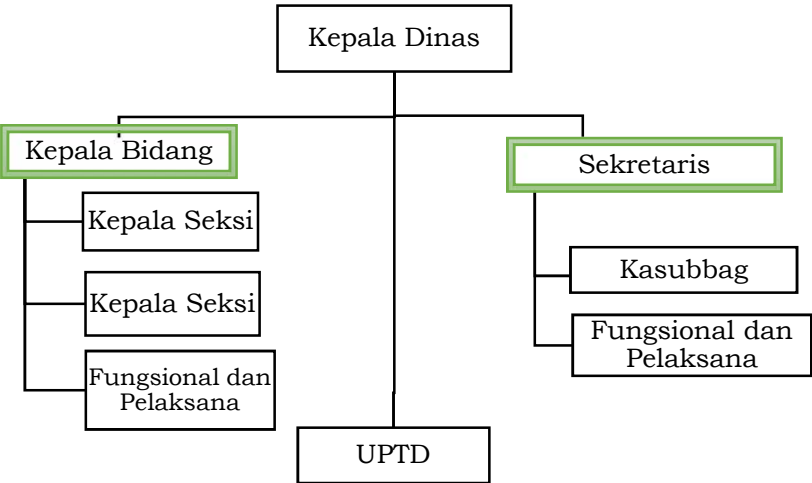 Kepala Dinas
Kepala Bidang
Kepala Seksi
Kepala Seksi
Fungsional dan
Pelaksana
Sekretaris
Kasubbag
Fungsional dan
Pelaksana
UPTD